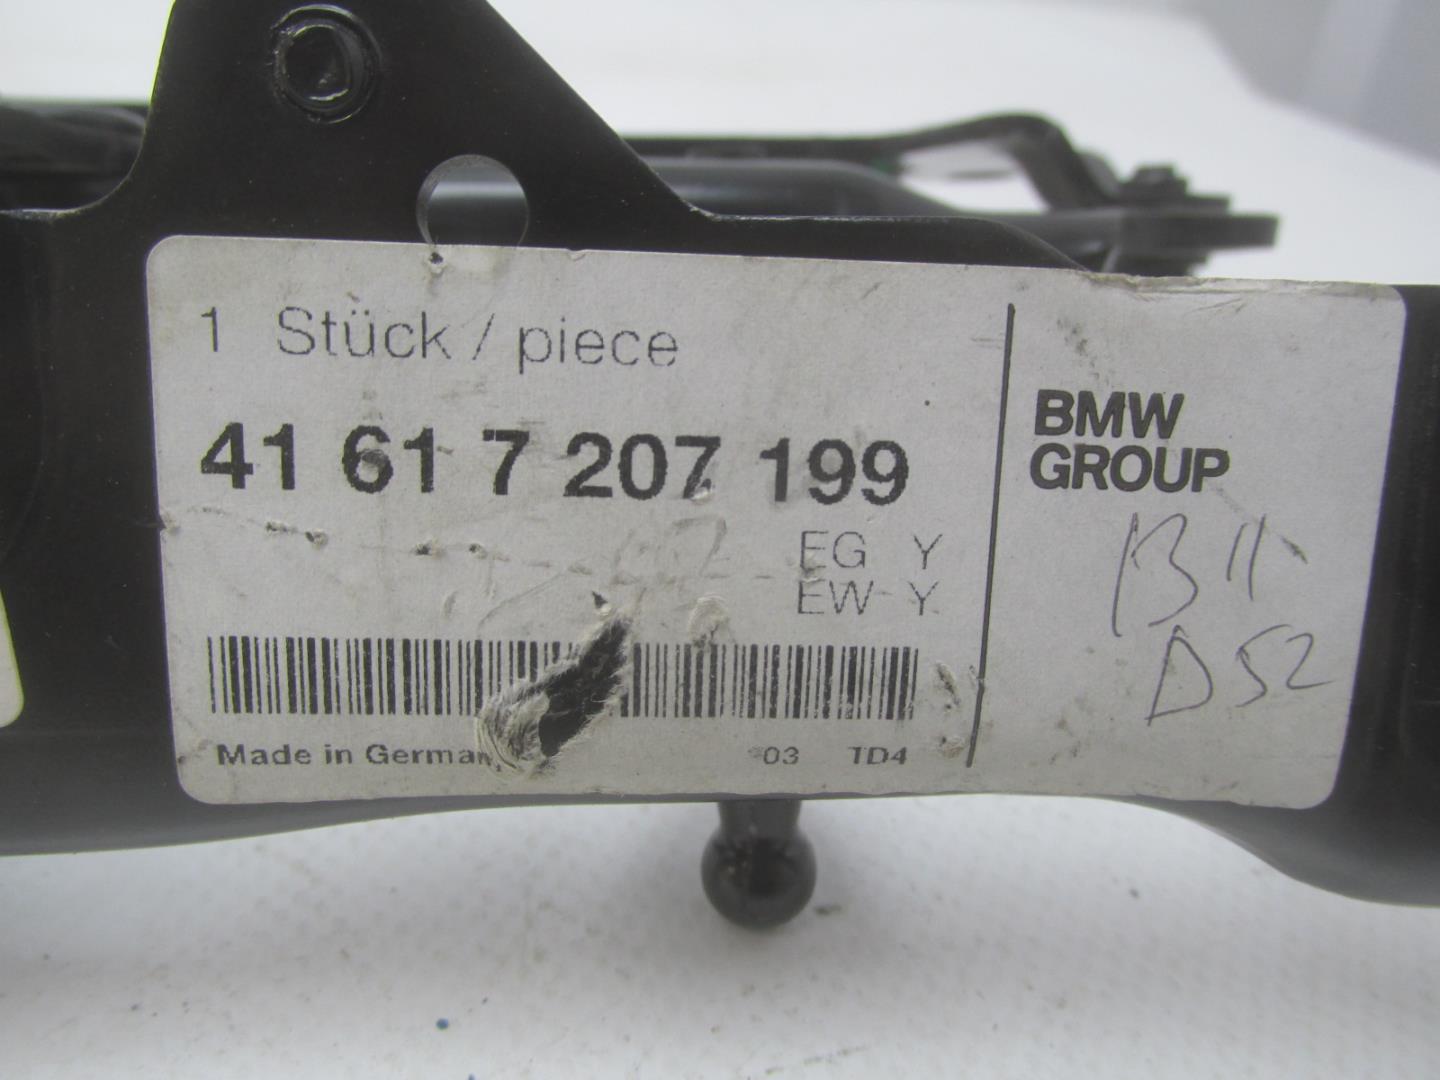 1 Stück / piece
41 61 7 207 199
EG Y
EW Y
Made in German
03 TD4
BMW
GROUP
B11
D52